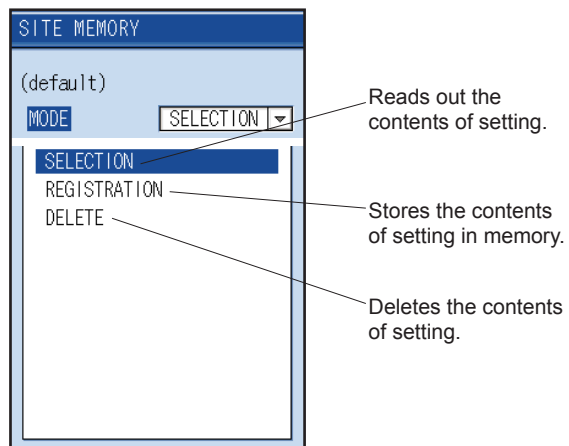 SITE MEMORY
(default)
MODE SELECTION
SELECTION
REGISTRATION
DELETE
Reads out the
contents of setting.
Stores the contents
of setting in memory.
Deletes the contents
of setting.